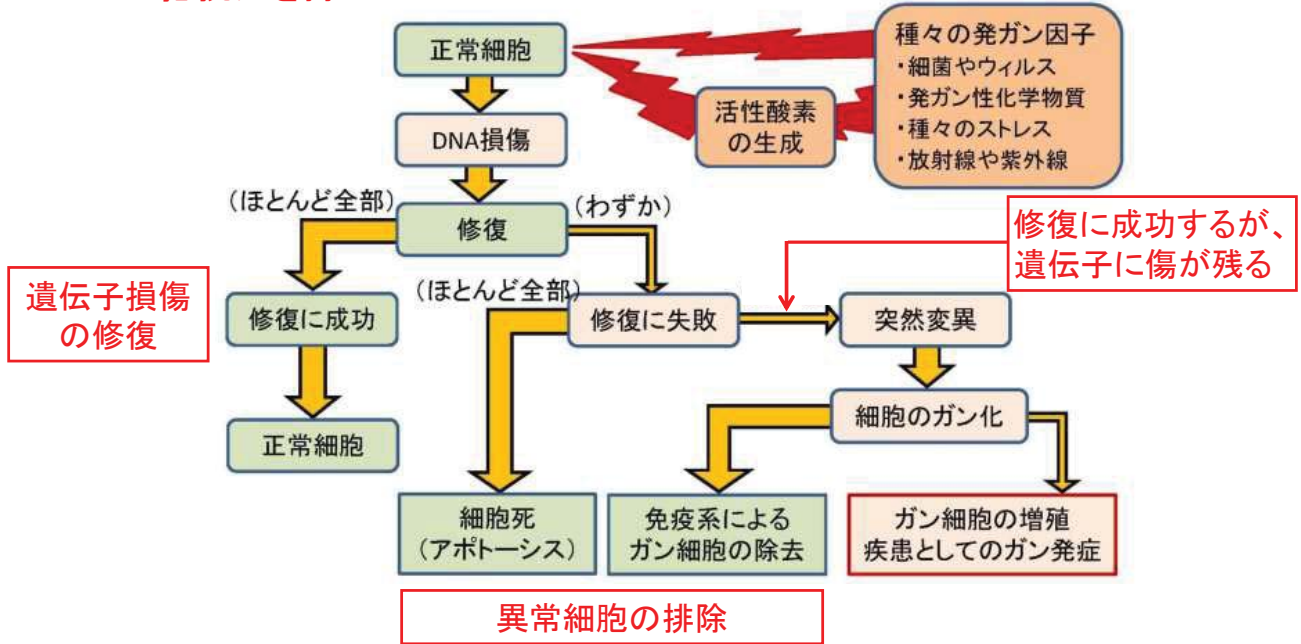 正常細胞
種々の発ガン因子
・細菌やウィルス
・発ガン性化学物質
・種々のストレス
・放射線や紫外線
活性酸素
の生成
DNA損傷
(ほとんど全部)
修復
(わずか)
修復に成功するが、
遺伝子に傷が残る
遺伝子損傷
の修復
修復に成功
(ほとんど全部)
修復に失敗
突然変異
正常細胞
細胞のガン化
細胞死
(アポトーシス)
免疫系による
ガン細胞の除去
ガン細胞の増殖
疾患としてのガン発症
異常細胞の排除